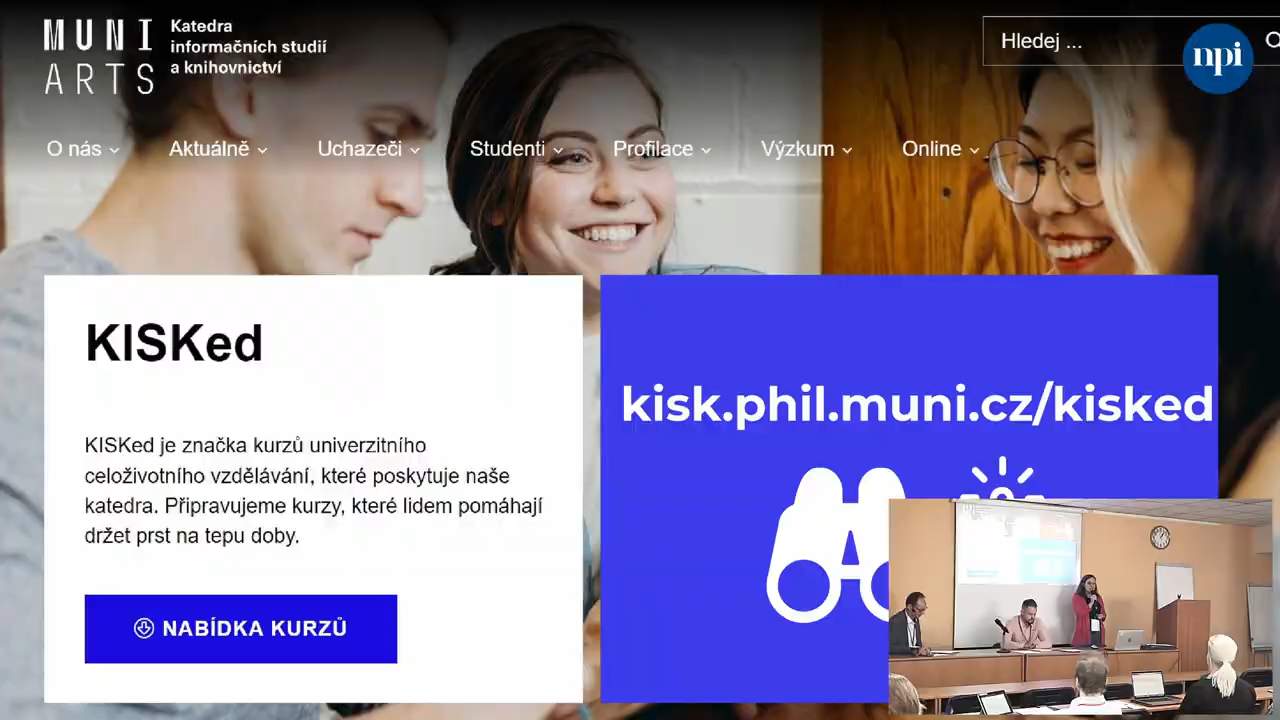 MUNI
ARTS
Katedra
informačních studií
a knihovnictví
Hledej ...
npi
O nás
Aktuálně
Uchazeči
Studenti
Profilace
Výzkum
Online
KISKed
KISKed je značka kurzů univerzitního
celoživotního vzdělávání, které poskytuje naše
katedra. Připravujeme kurzy, které lidem pomáhají
držet prst na tepu doby.
NABÍDKA KURZŮ
kisk.phil.muni.cz/kisked